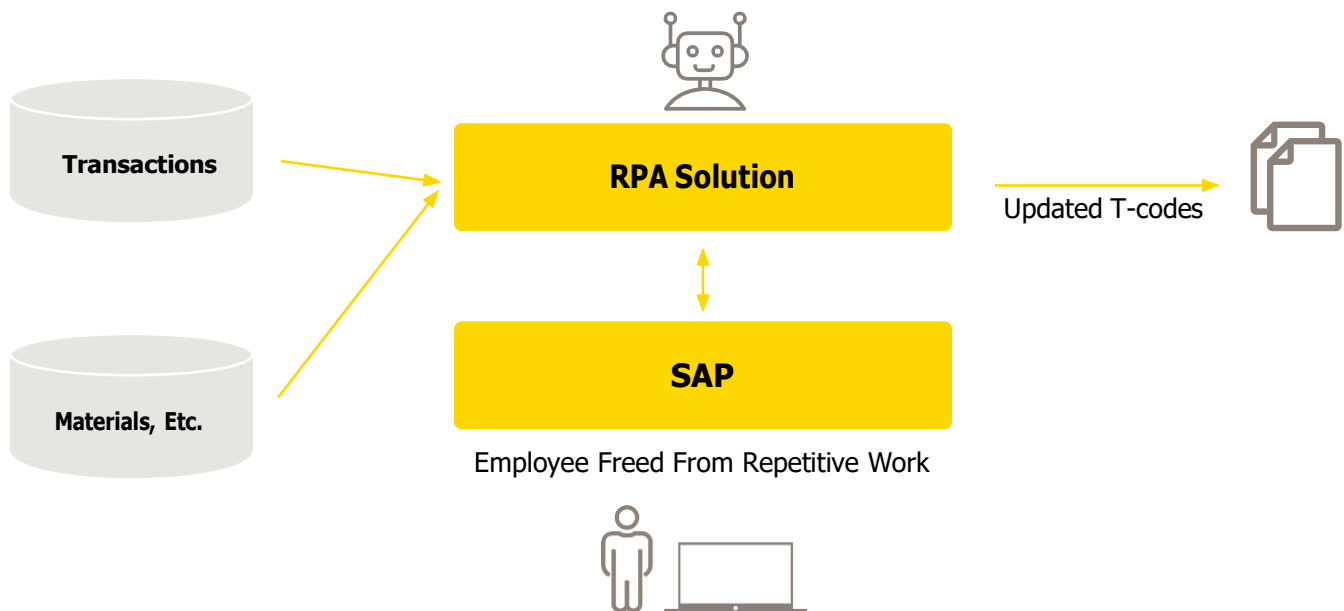 Transactions
RPA Solution
Updated T-codes
SAP
Materials, Etc.
Employee Freed From Repetitive Work